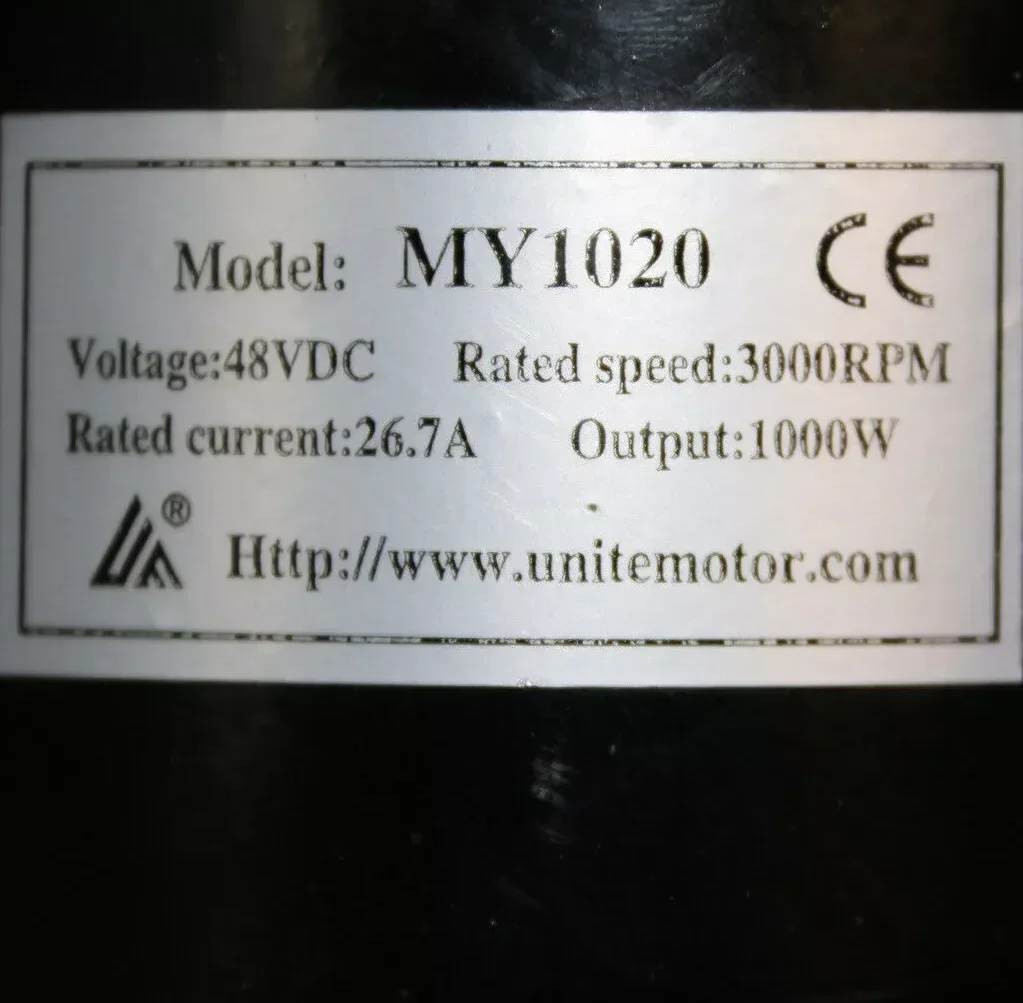 Model: MY1020 CE
Voltage:48VDC Rated speed:3000RPM
Rated current:26.7A Output:1000W
® Http://www.unitemotor.com